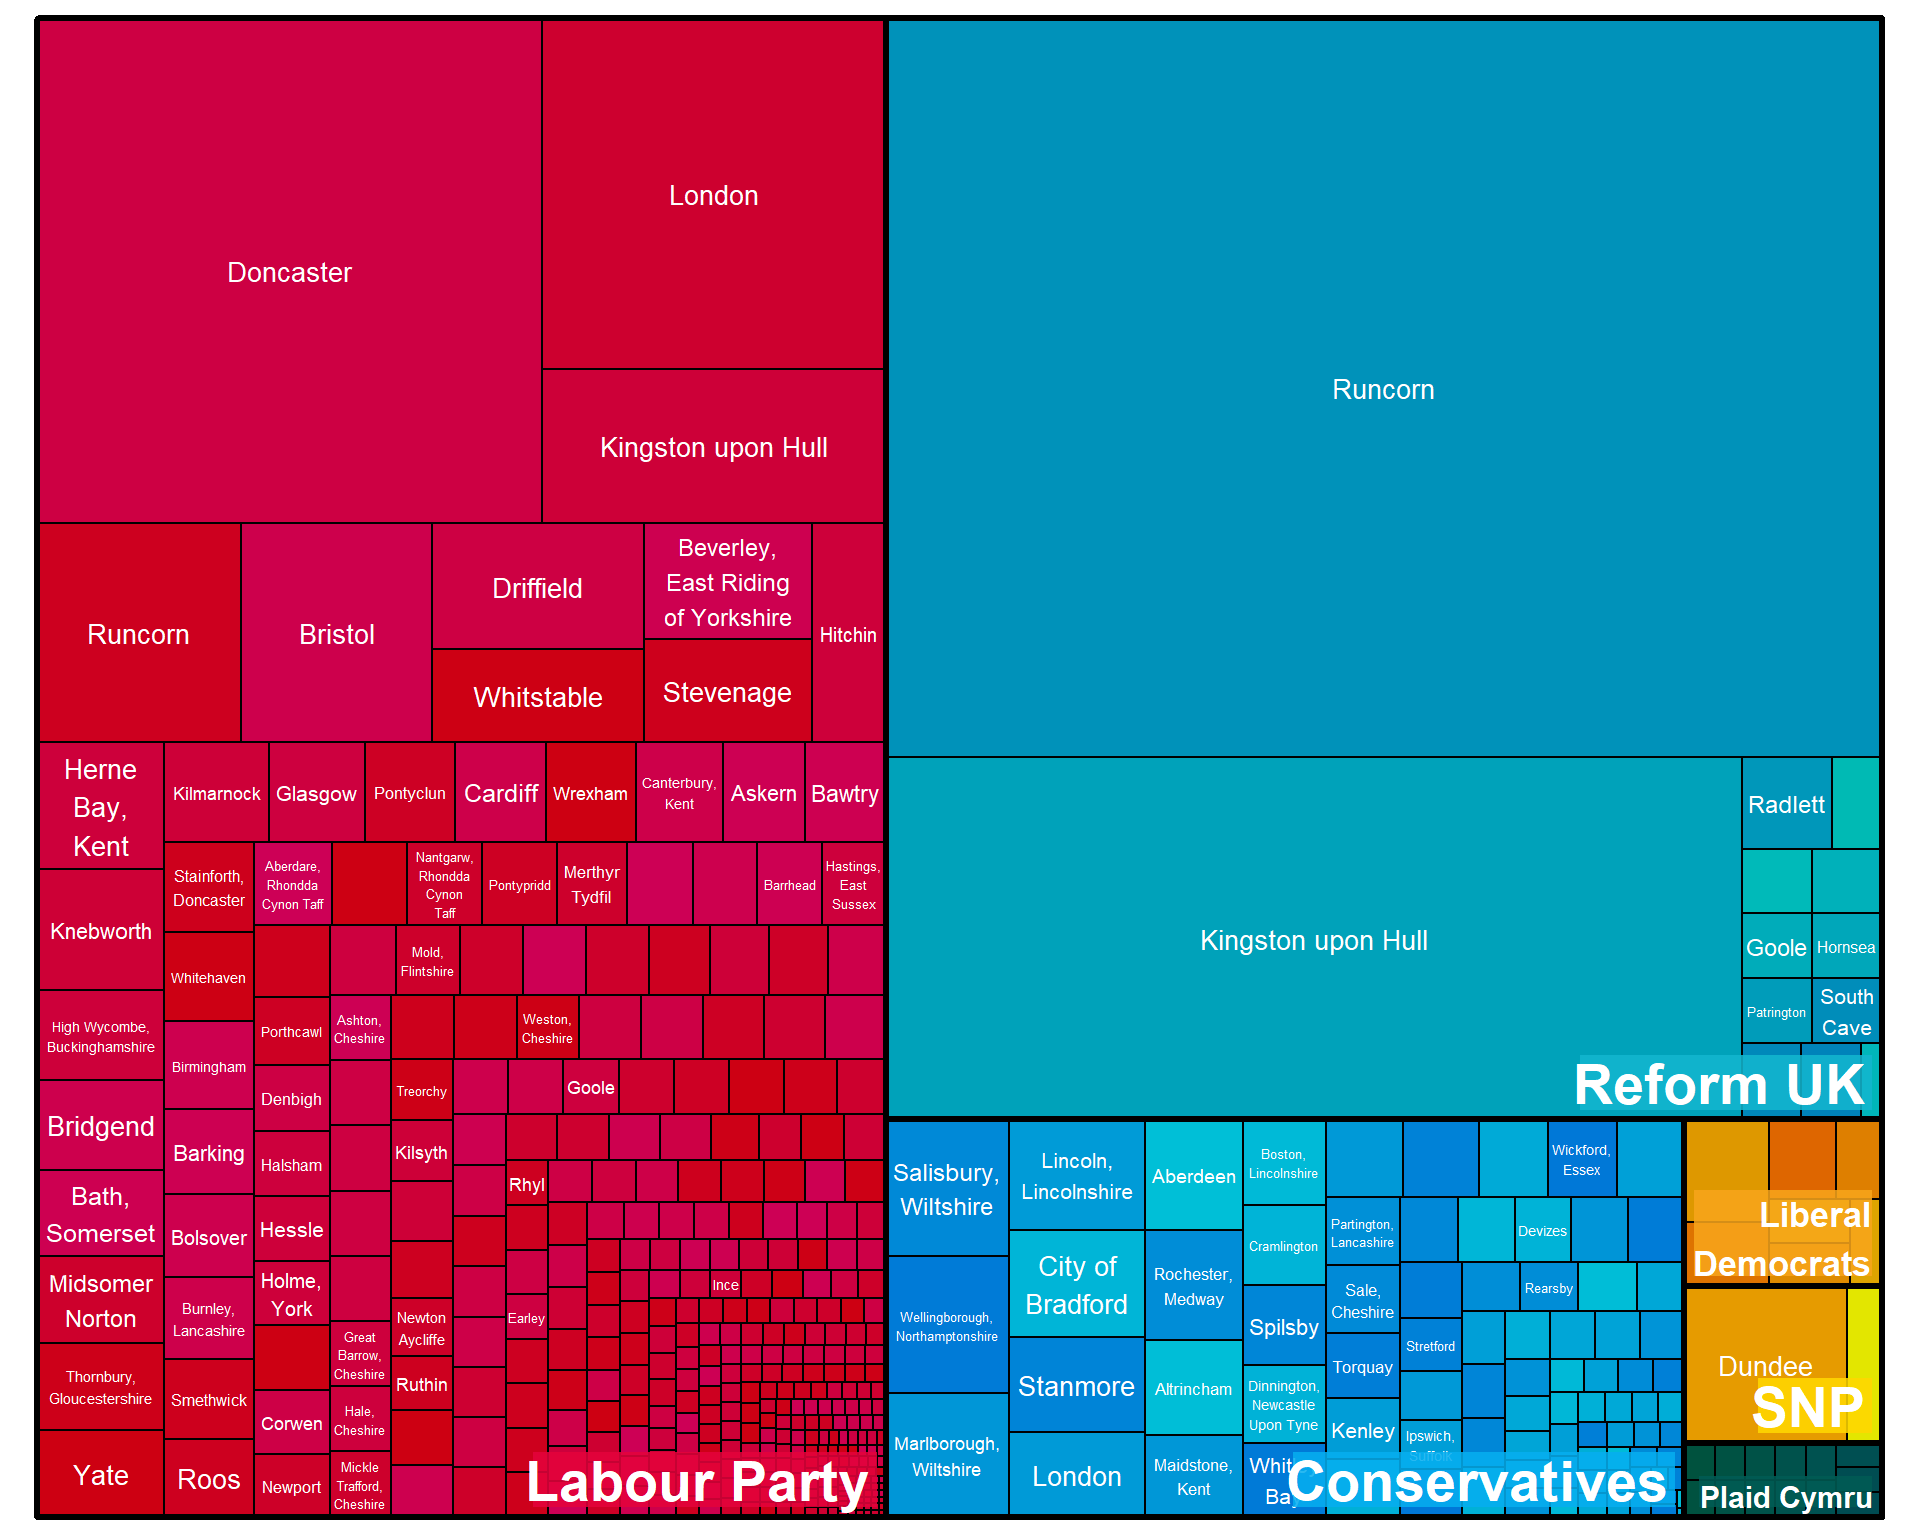 London
Doncaster
Kingston upon Hull
Runcorn
Bristol
Driffield
Whitstable
Beverley,
East Riding
of Yorkshire
Stevenage
Hitchin
Herne
Bay,
Kent
Kilmarnock
Glasgow
Pontyclun
Cardiff
Wrexham
Canterbury,
Kent
Askern
Bawtry
Stainforth,
Doncaster
Aberdare,
Rhondda
Cynon Taff
Nantgarw,
Rhondda
Cynon
Taff
Pontypridd
Merthyr
Tydfil
Barrhead
Hastings,
East
Sussex
Knebworth
Whitehaven
Mold,
Flintshire
High Wycombe,
Buckinghamshire
Birmingham
Porthcawl
Ashton,
Cheshire
Weston,
Cheshire
Bridgend
Barking
Denbigh
Treorchy
Goole
Halsham
Kilsyth
Rhyl
Bath,
Somerset
Bolsover
Hessle
Midsomer
Norton
Burnley,
Lancashire
Holme,
York
Great
Barrow,
Cheshire
Newton
Aycliffe
Earley
Ince
Thornbury,
Gloucestershire
Smethwick
Corwen
Hale,
Cheshire
Ruthin
Yate
Roos
Newport
Mickle
Trafford,
Cheshire
Labour Party
Runcorn
Kingston upon Hull
Radlett
Goole
Hornsea
Patrington
South
Cave
Reform UK
Salisbury,
Wiltshire
Lincoln,
Lincolnshire
Aberdeen
Boston,
Lincolnshire
Wickford,
Essex
Wellingborough,
Northamptonshire
City of
Bradford
Rochester,
Medway
Cramlington
Partington,
Lancashire
Devizes
Spilsby
Sale,
Cheshire
Rearsby
Stanmore
Altrincham
Dinnington,
Newcastle
Upon Tyne
Torquay
Stretford
Marlborough,
Wiltshire
London
Maidstone,
Kent
Kenley
Ipswich,
Suffolk
Conservatives
Liberal
Democrats
Dundee
SNP
Plaid Cymru